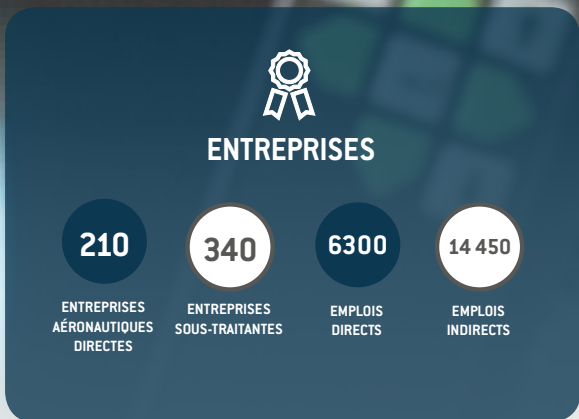 ENTREPRISES
210
ENTREPRISES
AÉRONAUTIQUES
DIRECTES
340
ENTREPRISES
SOUS-TRAITANTES
6300
EMPLOIS
DIRECTS
14 450
EMPLOIS
INDIRECTS